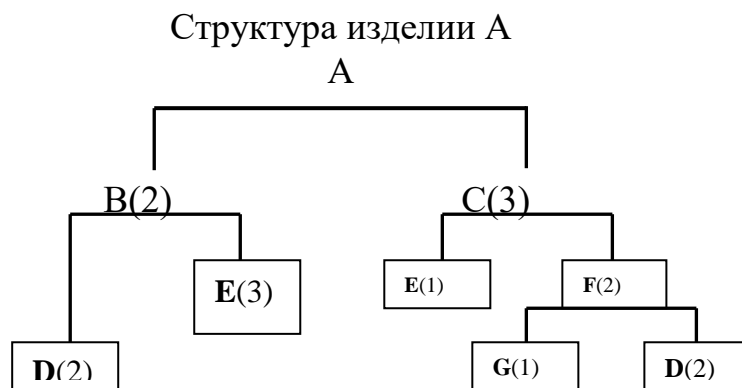 Структура изделии А
А
В(2) С(3)
Е(3) Е(1) F(2)
D(2) G(1) D(2)